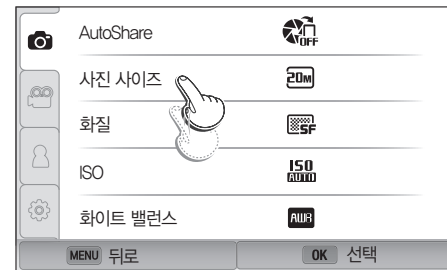 AutoShare OFF
사진 사이즈 20M
화질 SF
ISO ISO AUTO
화이트 밸런스 AWB
MENU 뒤로 OK 선택